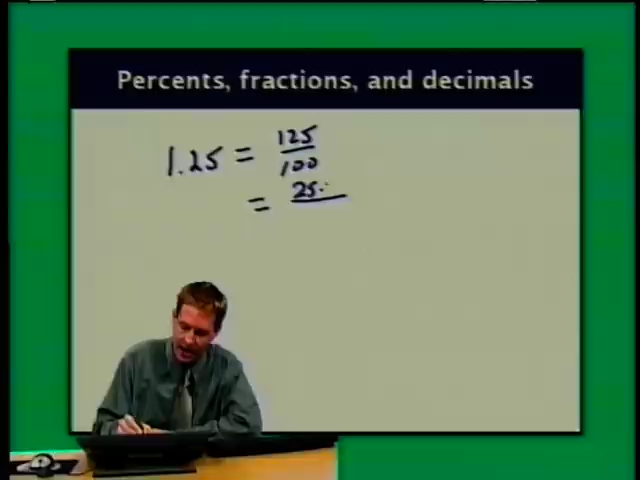 Percents, fractions, and decimals
1.25 = 125/100
= 25·